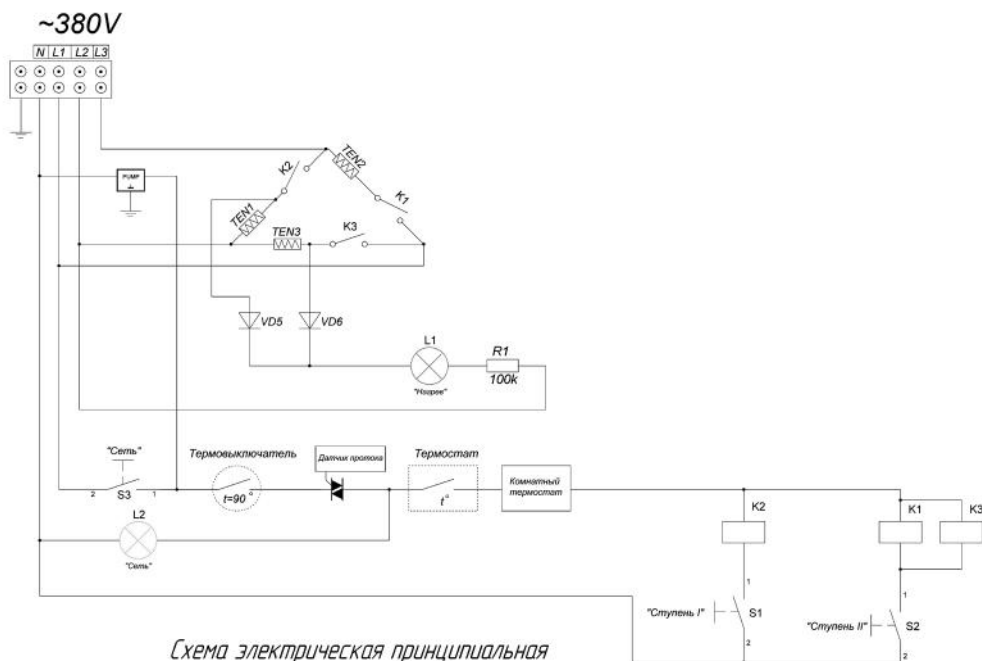 ~380V
N L1 L2 L3
PUMP
K2
TEN2
TEN1
K1
TEN3
K3
VD5
VD6
L1
"Нагрев"
R1
100k
"Сеть"
2
S3
1
Термовыключатель
t=90°
Датчик протока
Термостат
t°
Комнатный
термостат
L2
"Сеть"
K2
K1
K3
1
"Ступень I"
S1
2
1
"Ступень II"
S2
2
Схема электрическая принципиальная